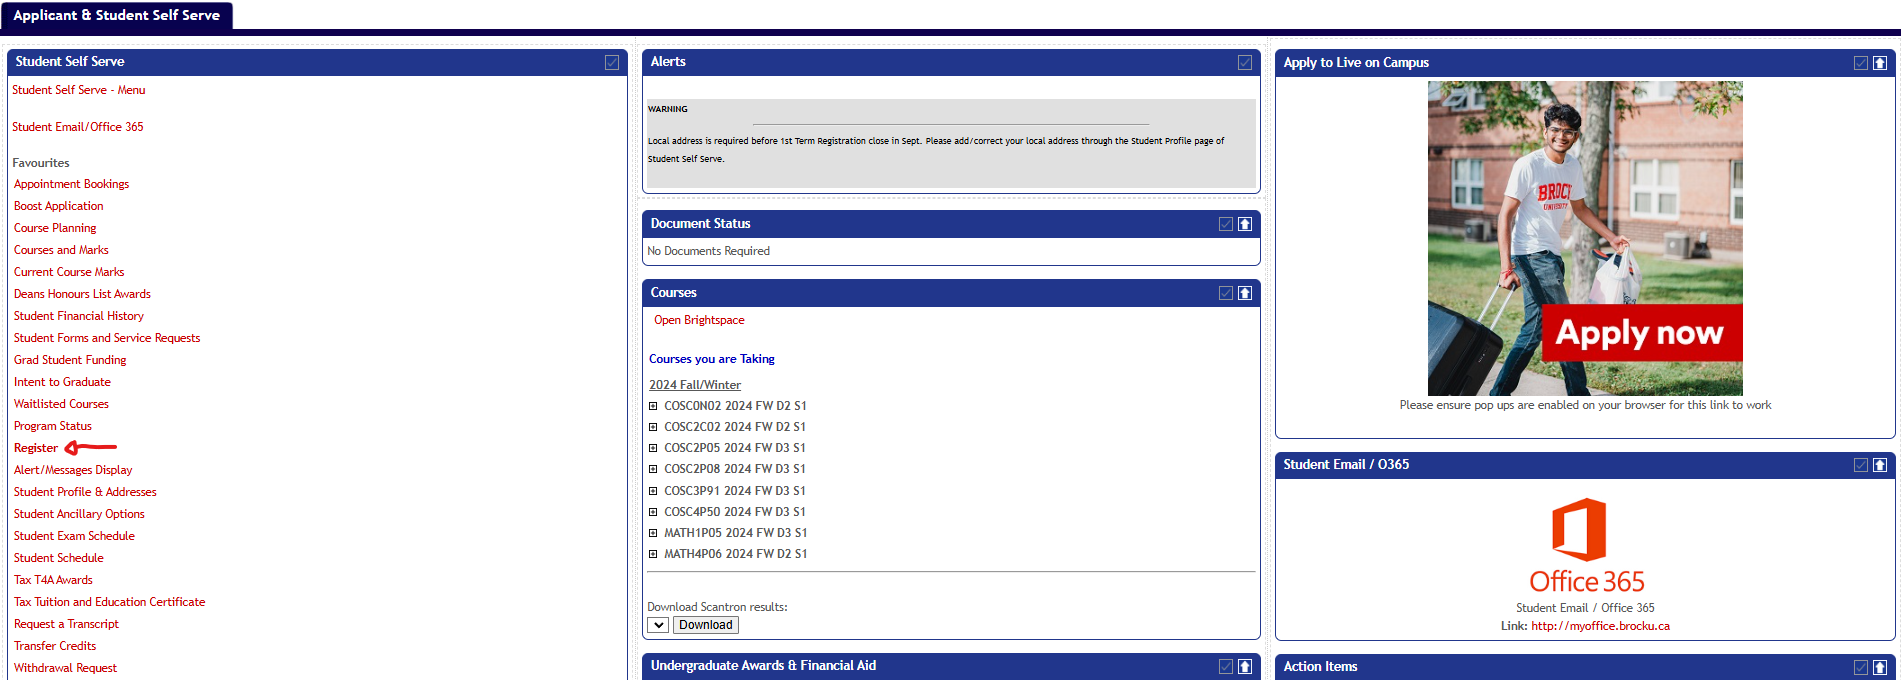 Applicant & Student Self Serve
Student Self Serve
Student Self Serve - Menu
Student Email/Office 365
Favourites
Appointment Bookings
Boost Application
Course Planning
Courses and Marks
Current Course Marks
Deans Honours List Awards
Student Financial History
Student Forms and Service Requests
Grad Student Funding
Intent to Graduate
Waitlisted Courses
Program Status
Register
Alert/Messages Display
Student Profile & Addresses
Student Ancillary Options
Student Exam Schedule
Student Schedule
Tax T4A Awards
Tax Tuition and Education Certificate
Request a Transcript
Transfer Credits
Withdrawal Request
Alerts
WARNING
Local address is required before 1st Term Registration close in Sept. Please add/correct your local address through the Student Profile page of
Student Self Serve.
Document Status
No Documents Required
Courses
Open Brightspace
Courses you are Taking
2024 Fall/Winter
COSC0N02 2024 FW D2 S1
COSC2C02 2024 FW D2 S1
COSC2P05 2024 FW D3 S1
COSC2P08 2024 FW D3 S1
COSC3P91 2024 FW D3 S1
COSC4P50 2024 FW D3 S1
MATH1P05 2024 FW D3 S1
MATH4P06 2024 FW D2 S1
Download Scantron results:
Download
Undergraduate Awards & Financial Aid
Apply to Live on Campus
BROCK
UNIVERSITY
Apply now
Please ensure pop ups are enabled on your browser for this link to work
Student Email / O365
Office 365
Student Email / Office 365
Link: http://myoffice.brocku.ca
Action Items